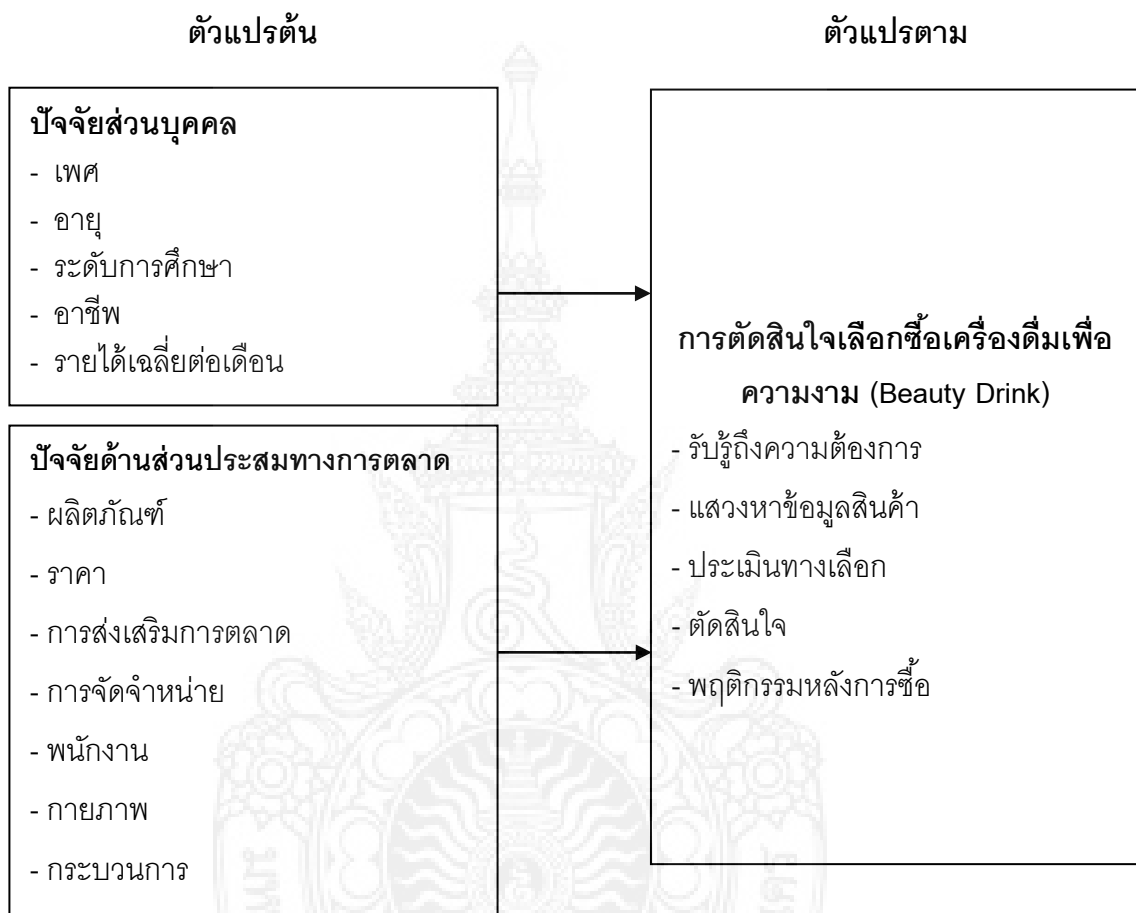 ตัวแปรต้น
ตัวแปรตาม
ปัจจัยส่วนบุคคล
- เพศ
- อายุ
- ระดับการศึกษา
- อาชีพ
- รายได้เฉลี่ยต่อเดือน
ปัจจัยด้านส่วนประสมทางการตลาด
- ผลิตภัณฑ์
- ราคา
- การส่งเสริมการตลาด
- การจัดจำหน่าย
- พนักงาน
- กายภาพ
- กระบวนการ
การตัดสินใจเลือกซื้อเครื่องดื่มเพื่อ
ความงาม (Beauty Drink)
- รับรู้ถึงความต้องการ
- แสวงหาข้อมูลสินค้า
- ประเมินทางเลือก
- ตัดสินใจ
- พฤติกรรมหลังการซื้อ